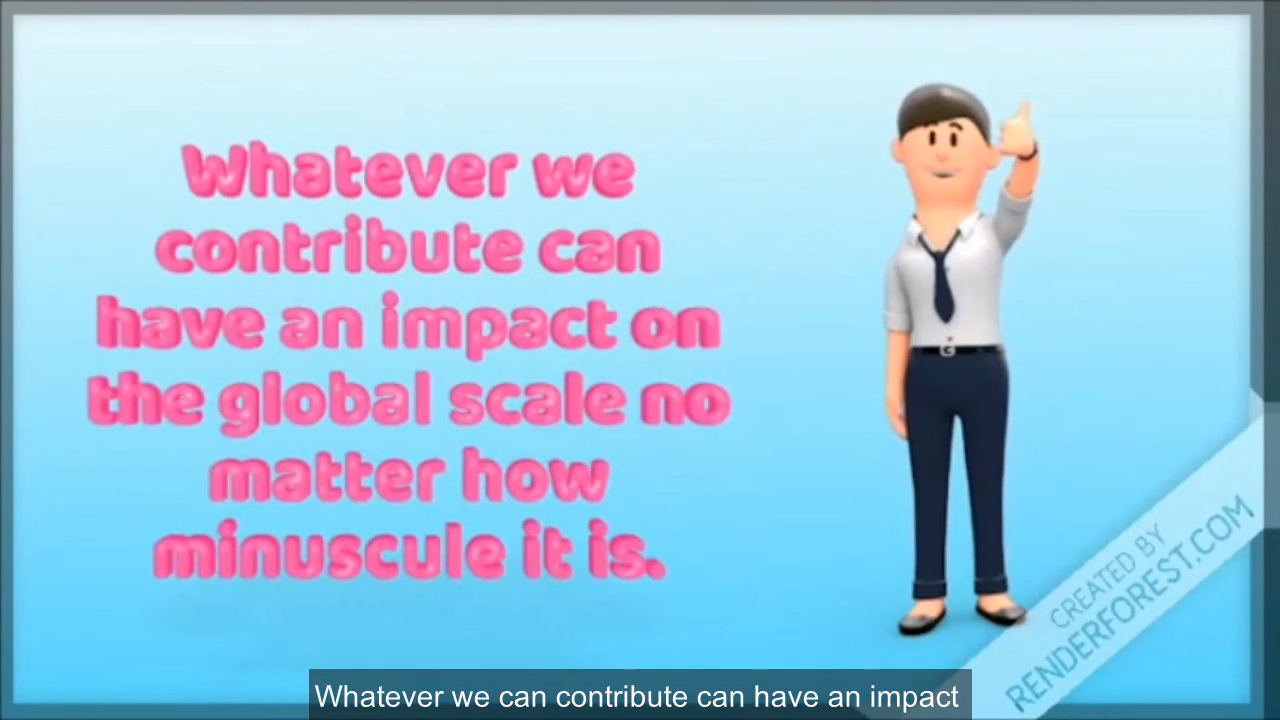 Whatever we
contribute can
have an impact on
the global scale no
matter how
minuscule it is.
CREATED BY
RENDERFOREST.COM
Whatever we can contribute can have an impact